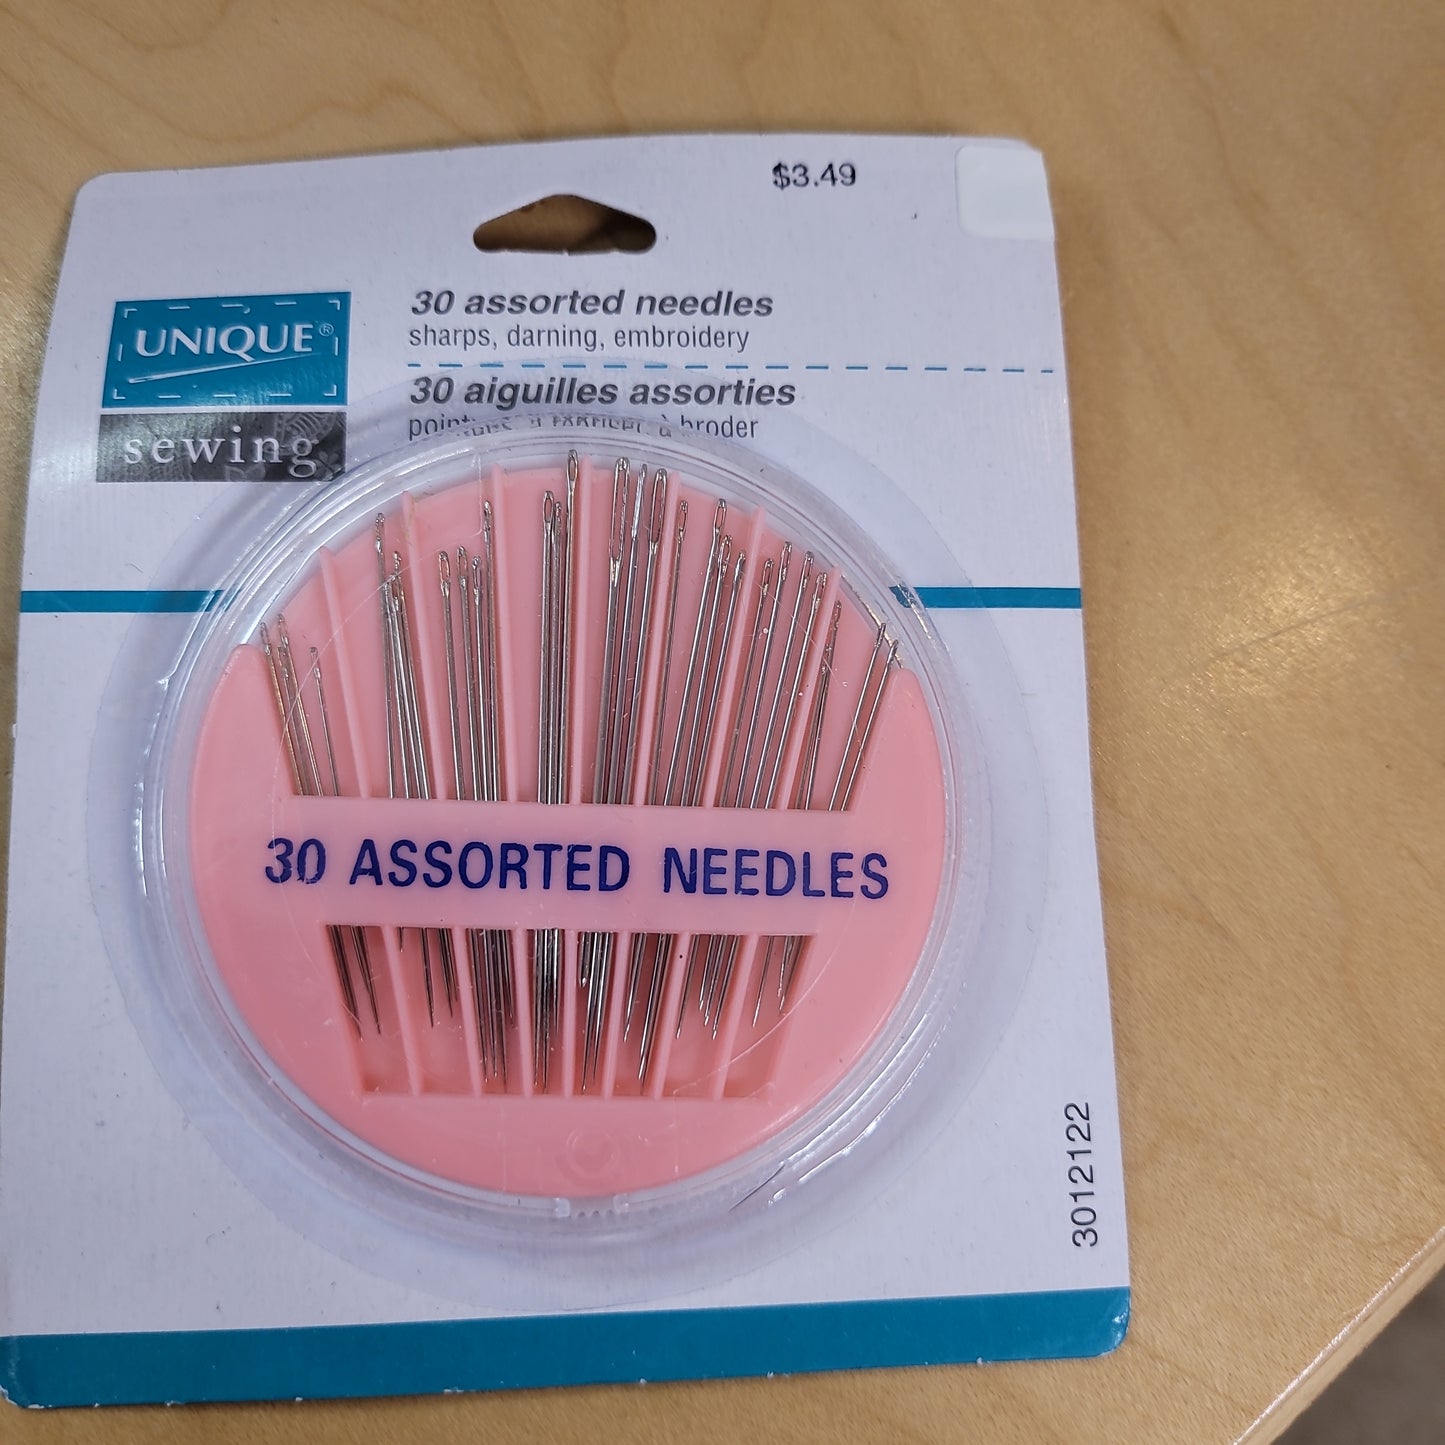 $3.49
UNIQUE®
sewing
30 assorted needles
sharps, darning, embroidery
30 aiguilles assorties
à broder
30 ASSORTED NEEDLES
3012122